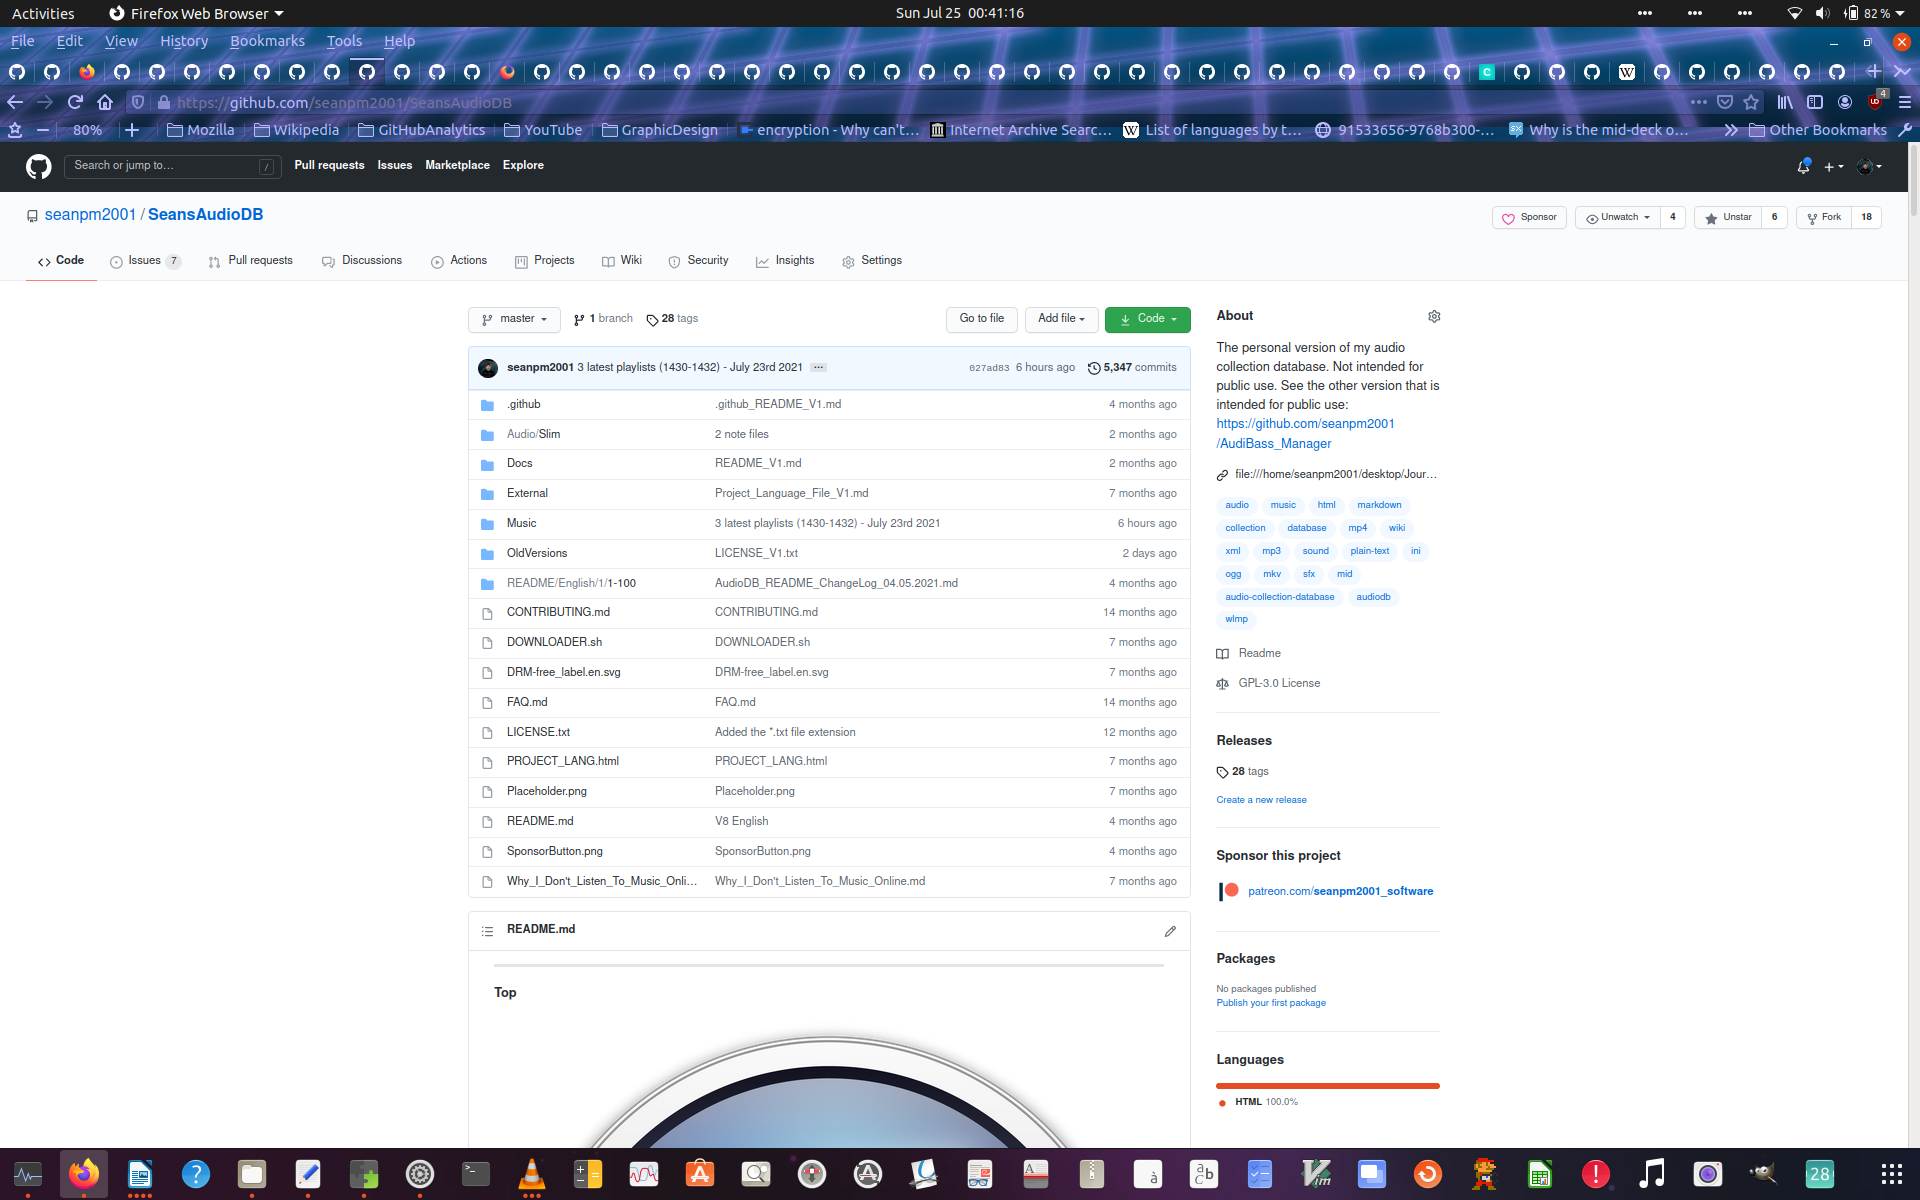 Activities Firefox Web Browser Sun Jul 25 00:41:16 82 %
File Edit View History Bookmarks Tools Help
https://github.com/seanpm2001/SeansAudioDB 4
80% Mozilla Wikipedia GitHubAnalytics YouTube GraphicDesign encryption - Why can't… Internet Archive Searc… List of languages by t… 91533656-9768b300-… Why is the mid-deck o… Other Bookmarks
Search or jump to… / Pull requests Issues Marketplace Explore
seanpm2001 / SeansAudioDB Sponsor Unwatch 4 Unstar 6 Fork 18
Code Issues 7 Pull requests Discussions Actions Projects Wiki Security Insights Settings
master 1 branch 28 tags Go to file Add file Code
seanpm2001 3 latest playlists (1430-1432) - July 23rd 2021 … 027ad83 6 hours ago 5,347 commits
.github .github_README_V1.md 4 months ago
Audio/Slim 2 note files 2 months ago
Docs README_V1.md 2 months ago
External Project_Language_File_V1.md 7 months ago
Music 3 latest playlists (1430-1432) - July 23rd 2021 6 hours ago
OldVersions LICENSE_V1.txt 2 days ago
README/English/1/1-100 AudioDB_README_ChangeLog_04.05.2021.md 4 months ago
CONTRIBUTING.md CONTRIBUTING.md 14 months ago
DOWNLOADER.sh DOWNLOADER.sh 7 months ago
DRM-free_label.en.svg DRM-free_label.en.svg 7 months ago
FAQ.md FAQ.md 14 months ago
LICENSE.txt Added the *.txt file extension 12 months ago
PROJECT_LANG.html PROJECT_LANG.html 7 months ago
Placeholder.png Placeholder.png 7 months ago
README.md V8 English 4 months ago
SponsorButton.png SponsorButton.png 4 months ago
Why_I_Don't_Listen_To_Music_Onli… Why_I_Don't_Listen_To_Music_Online.md 7 months ago
README.md
Top
About
The personal version of my audio
collection database. Not intended for
public use. See the other version that is
intended for public use:
https://github.com/seanpm2001
/AudiBass_Manager
file:///home/seanpm2001/desktop/Jour…
audio music html markdown
collection database mp4 wiki
xml mp3 sound plain-text ini
ogg mkv sfx mid
audio-collection-database audiodb
wlmp
Readme
GPL-3.0 License
Releases
28 tags
Create a new release
Sponsor this project
patreon.com/seanpm2001_software
Packages
No packages published
Publish your first package
Languages
HTML 100.0%
28